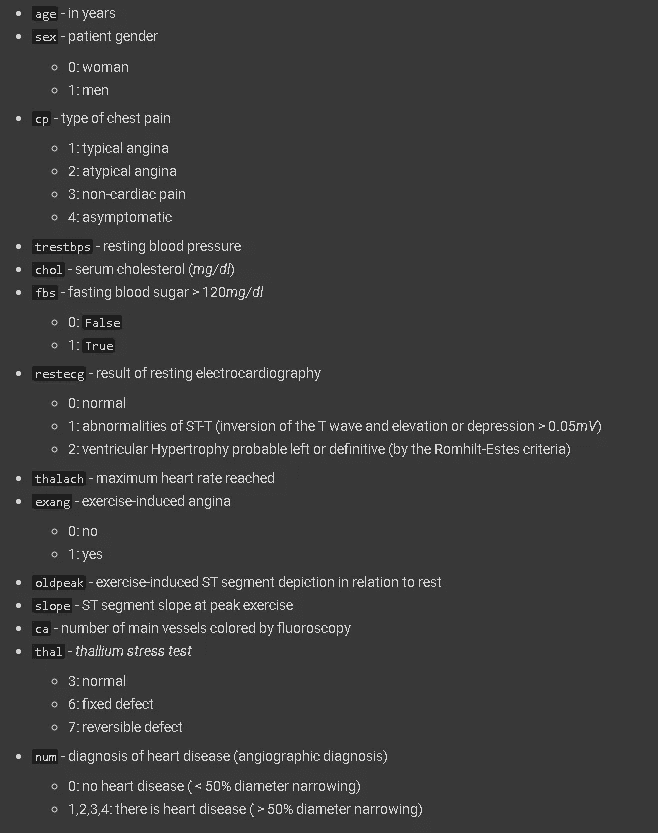 age - in years
sex - patient gender
0: woman
1: men
cp - type of chest pain
1: typical angina
2: atypical angina
3: non-cardiac pain
4: asymptomatic
trestbps - resting blood pressure
chol - serum cholesterol (mg/dl)
fbs - fasting blood sugar > 120mg/dl
0: False
1: True
restecg - result of resting electrocardiography
0: normal
1: abnormalities of ST-T (inversion of the T wave and elevation or depression > 0.05mV)
2: ventricular Hypertrophy probable left or definitive (by the Romhilt-Estes criteria)
thalach - maximum heart rate reached
exang - exercise-induced angina
0: no
1: yes
oldpeak - exercise-induced ST segment depiction in relation to rest
slope - ST segment slope at peak exercise
ca - number of main vessels colored by fluoroscopy
thal - thallium stress test
3: normal
6: fixed defect
7: reversible defect
num - diagnosis of heart disease (angiographic diagnosis)
0: no heart disease ( < 50% diameter narrowing)
1,2,3,4: there is heart disease ( > 50% diameter narrowing)